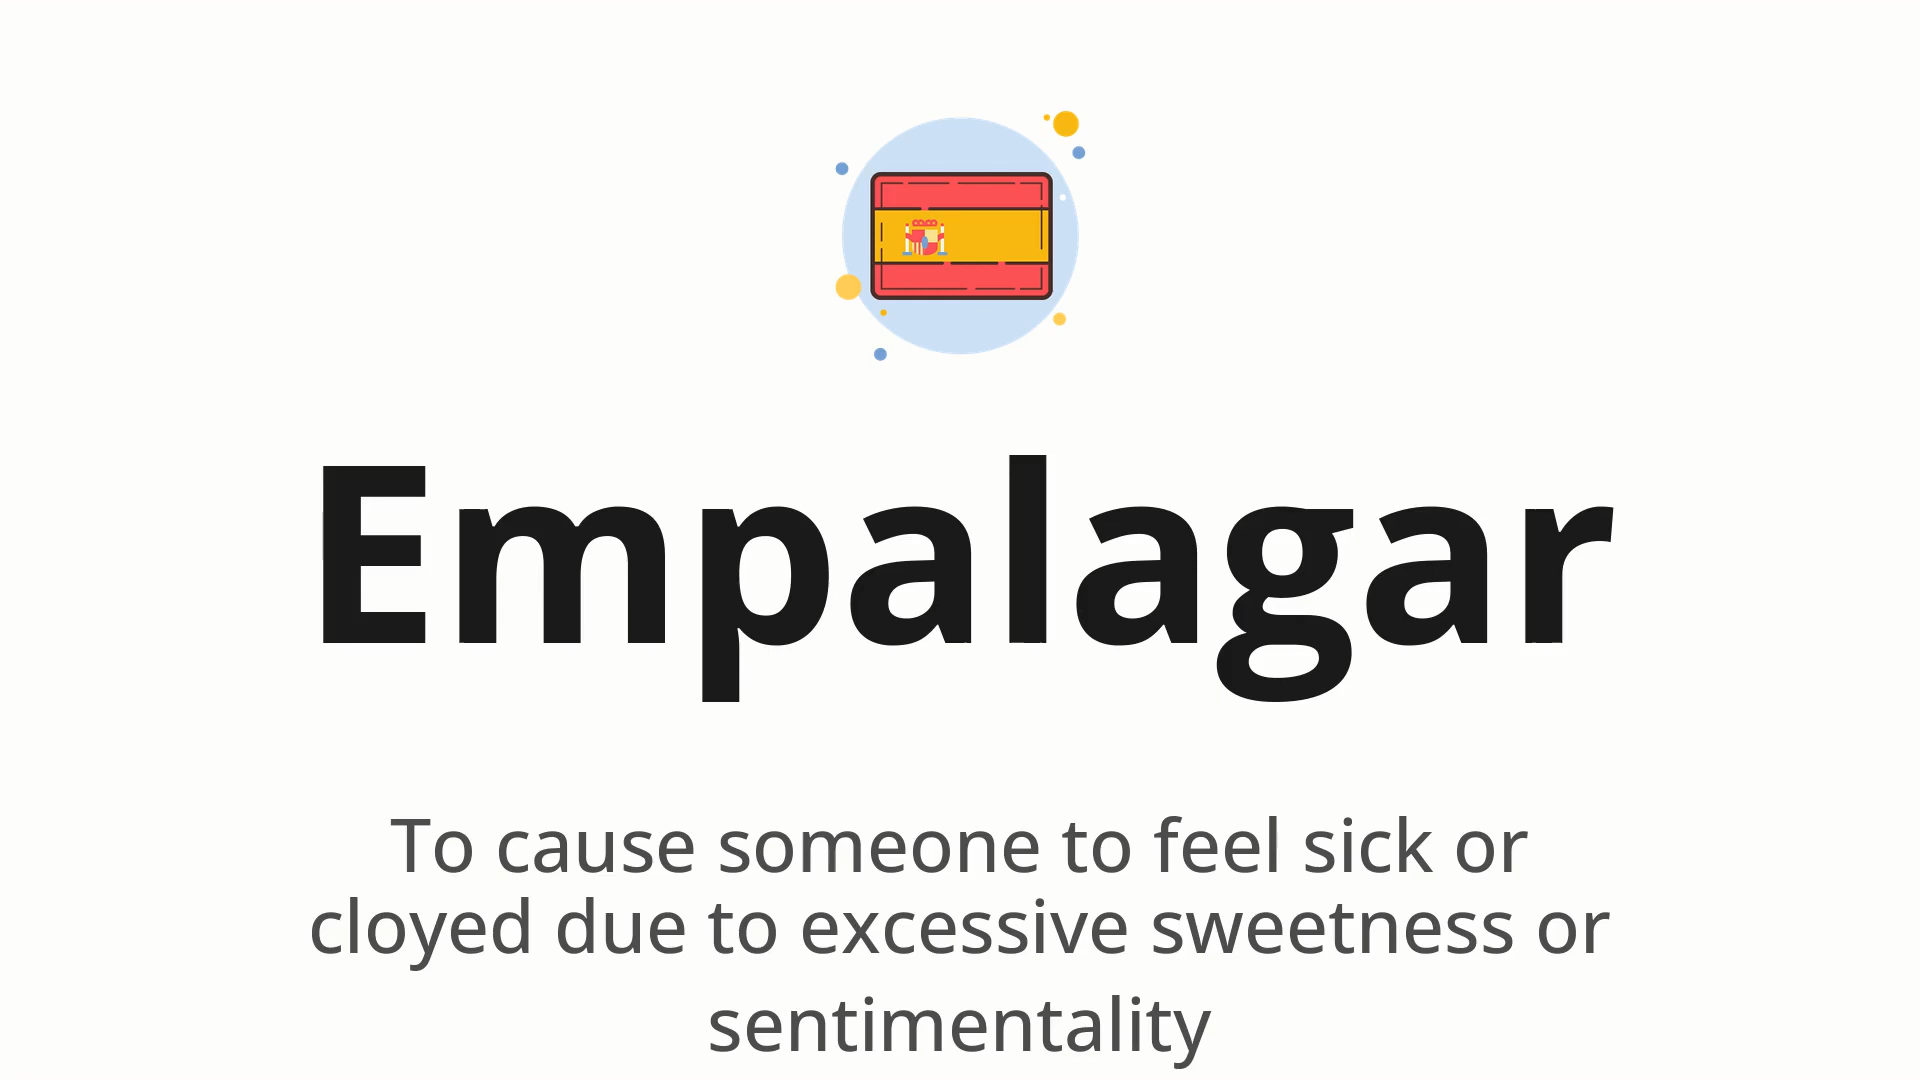 Empalagar
To cause someone to feel sick or
cloyed due to excessive sweetness or
sentimentality